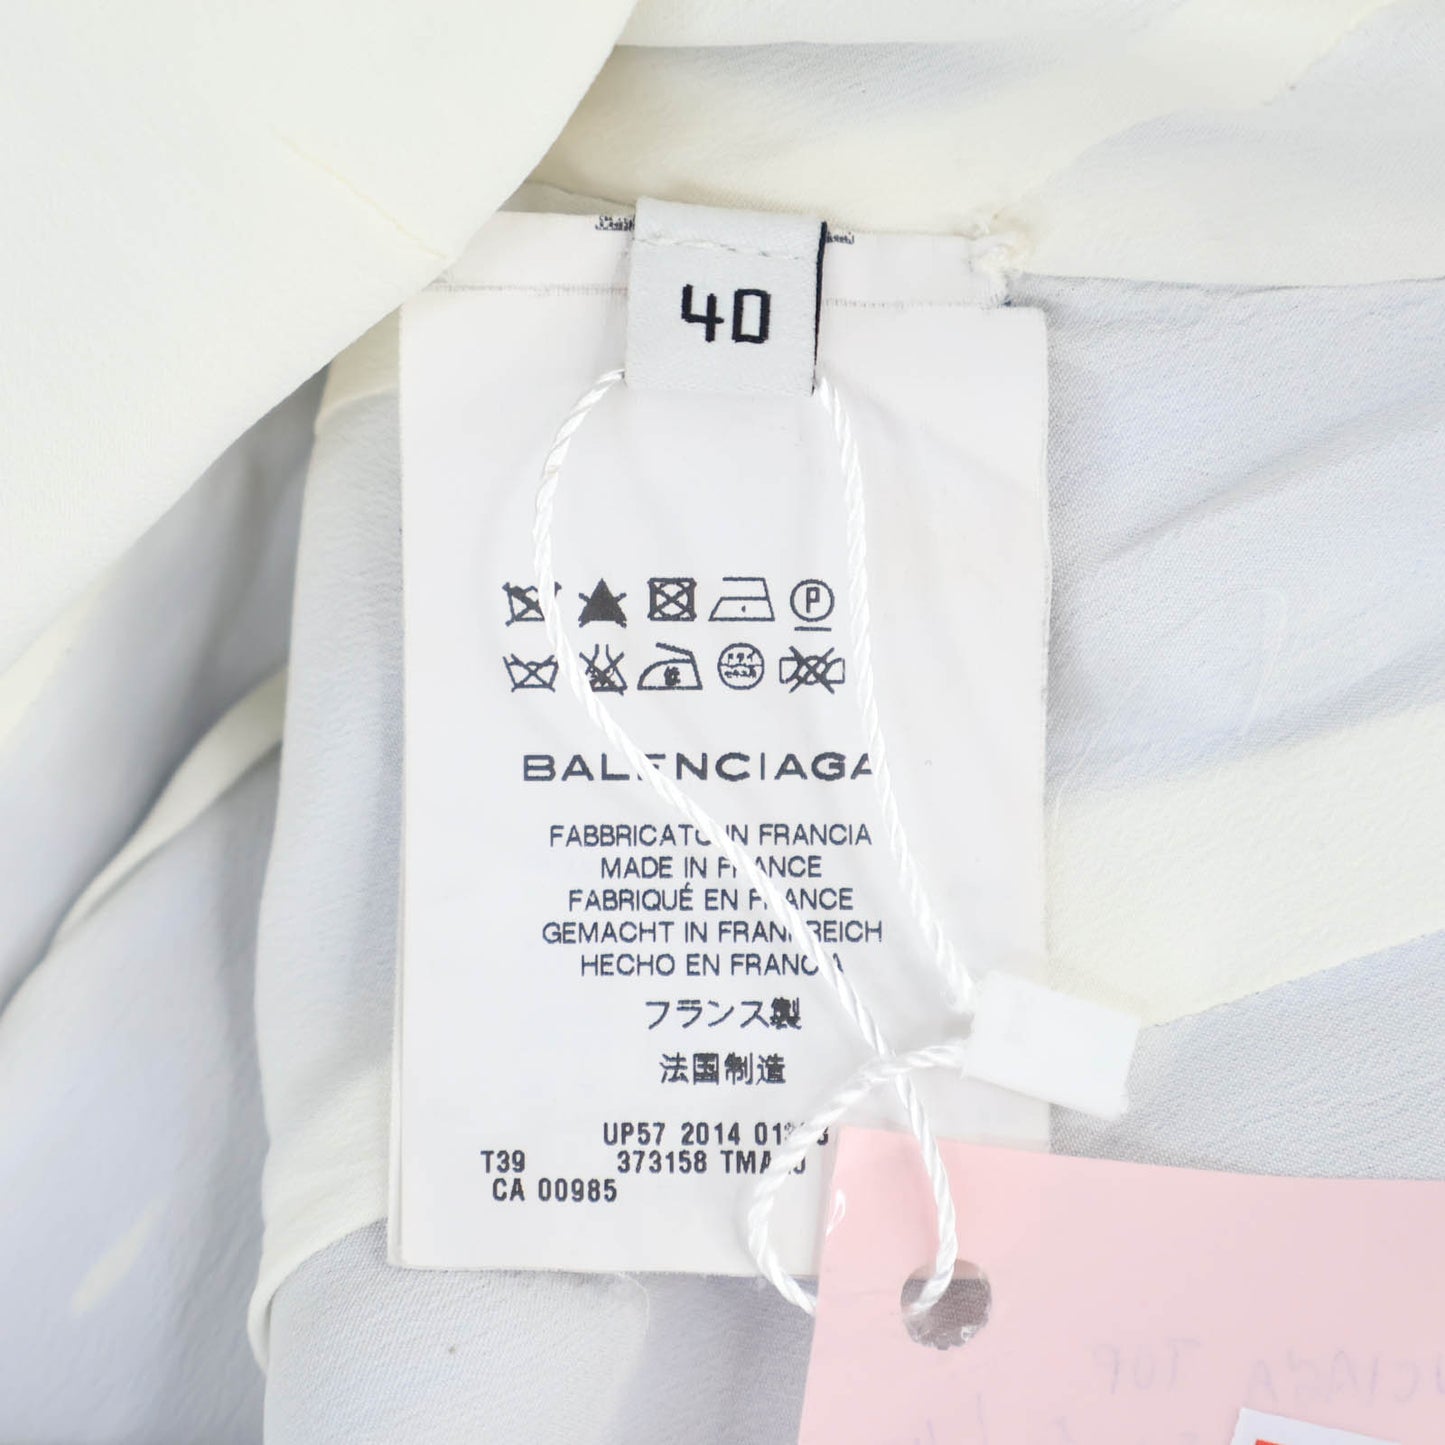 40
P
BALENCIAGA
FABBRICATO IN FRANCIA
MADE IN FRANCE
FABRIQUÉ EN FRANCE
GEMACHT IN FRANKREICH
HECHO EN FRANCIA
フランス製
法国制造
UP57 2014
T39 373158
CA 00985
TOP